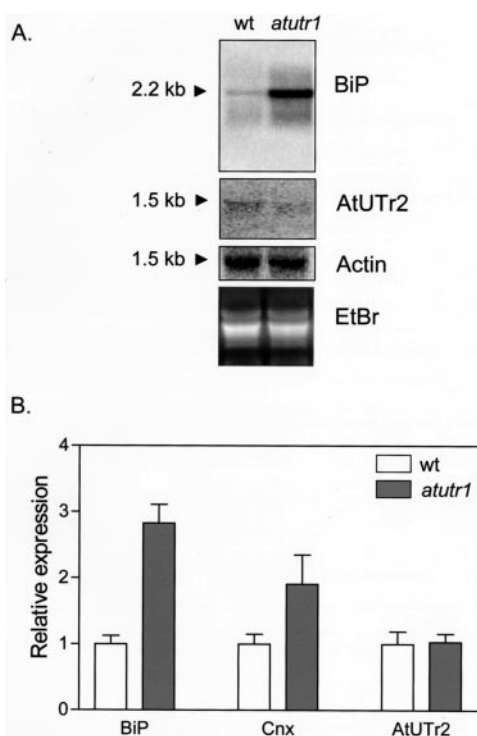 A.
wt atutr1
2.2 kb ► BiP
1.5 kb ► AtUTr2
1.5 kb ► Actin
EtBr
B.
4
wt
atutr1
3
2
1
0
Relative expression
BiP Cnx AtUTr2